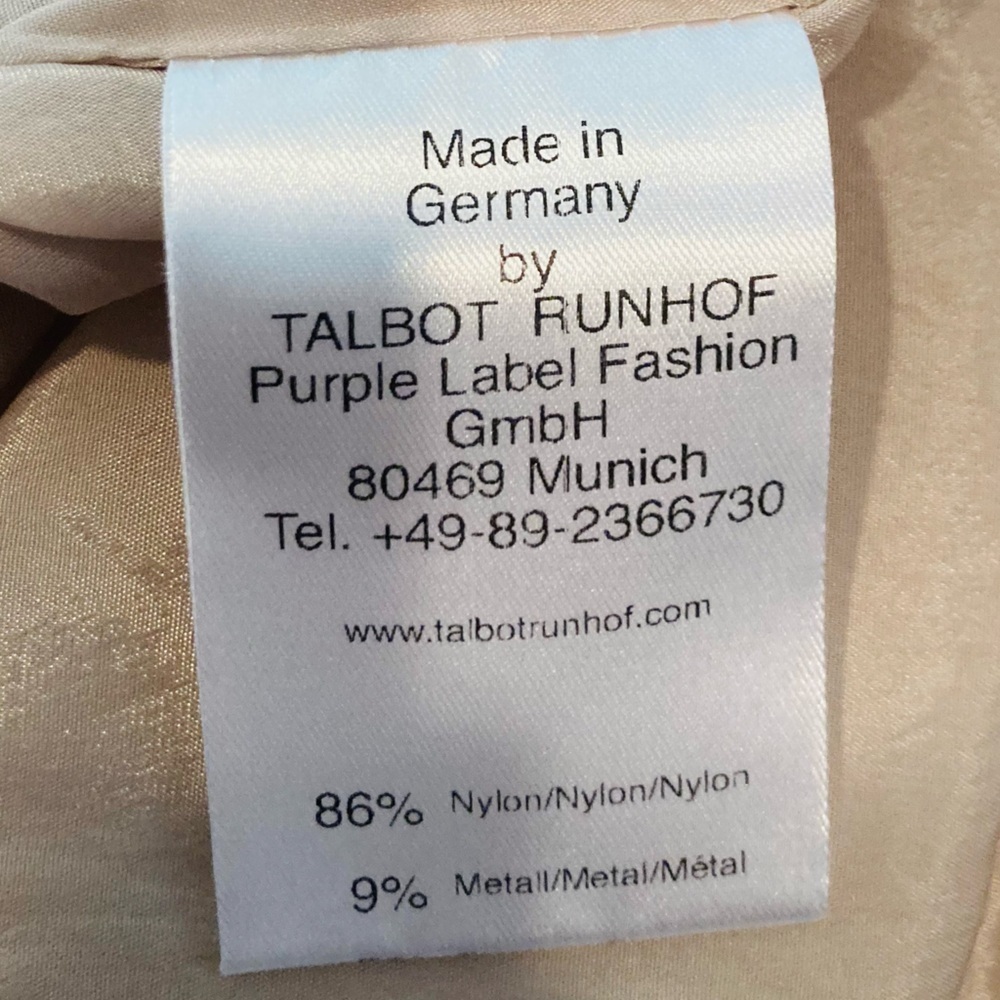 Made in
Germany
by
TALBOT RUNHOF
Purple Label Fashion
GmbH
80469 Munich
Tel. +49-89-2366730
www.talbotrunhof.com
86% Nylon/Nylon/Nylon
9% Metall/Metal/Métal